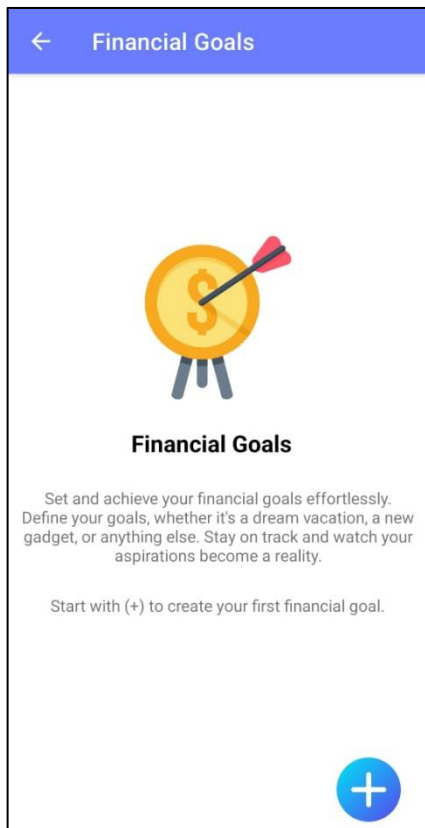 Financial Goals
$
Financial Goals
Set and achieve your financial goals effortlessly.
Define your goals, whether it's a dream vacation, a new
gadget, or anything else. Stay on track and watch your
aspirations become a reality.
Start with (+) to create your first financial goal.